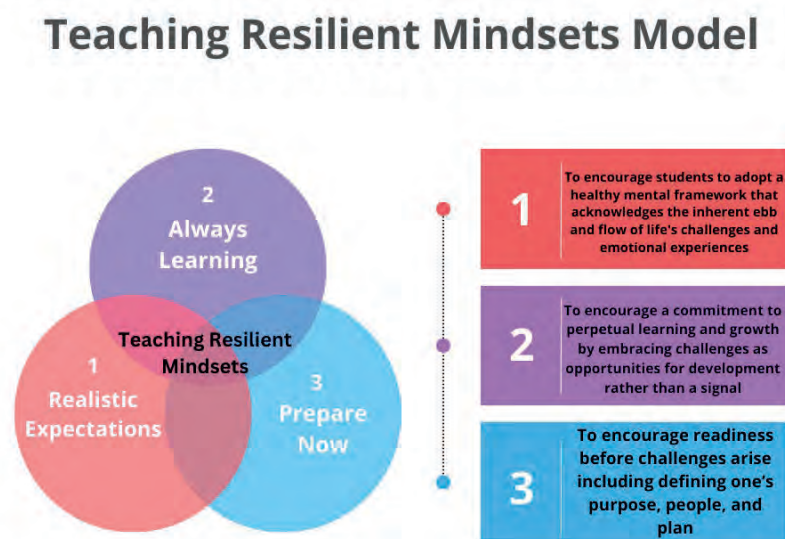 Teaching Resilient Mindsets Model
2
Always
Learning
Teaching Resilient
Mindsets
1
Realistic
Expectations
3
Prepare
Now
1
To encourage students to adopt a
healthy mental framework that
acknowledges the inherent ebb
and flow of life's challenges and
emotional experiences
2
To encourage a commitment to
perpetual learning and growth
by embracing challenges as
opportunities for development
rather than a signal
3
To encourage readiness
before challenges arise
including defining one's
purpose, people, and
plan